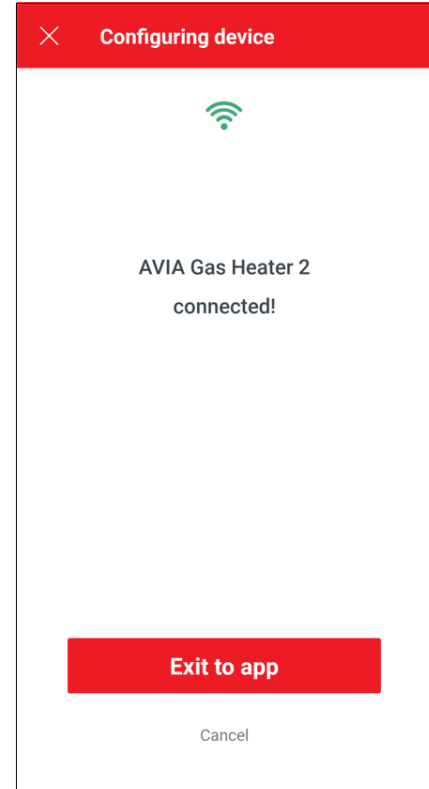 Configuring device
AVIA Gas Heater 2
connected!
Exit to app
Cancel